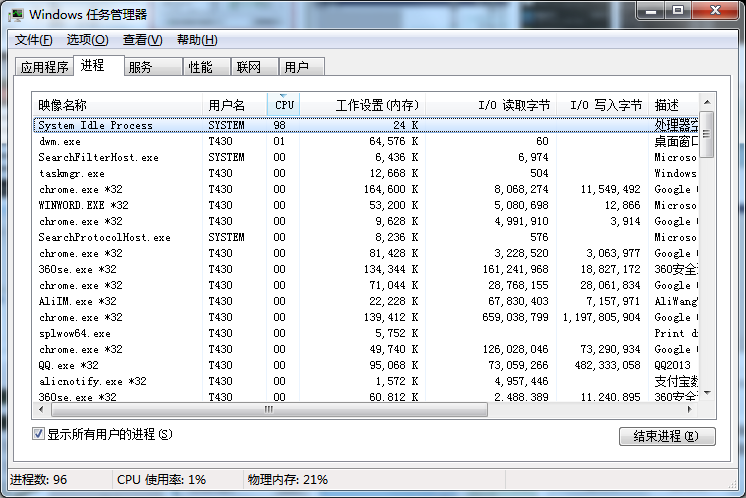 Windows 任务管理器
文件(F) 选项(O) 查看(V) 帮助(H)
应用程序 进程 服务 性能 联网 用户
映像名称 用户名 CPU 工作设置(内存) I/O 读取字节 I/O 写入字节 描述
System Idle Process SYSTEM 98 24 K 处理器空
dwm.exe T430 01 64,576 K 60 桌面窗口
SearchFilterHost.exe SYSTEM 00 6,436 K 6,974 Microso
taskmgr.exe T430 00 12,668 K 504 Windows
chrome.exe *32 T430 00 164,600 K 8,068,274 11,549,492 Google
WINWORD.EXE *32 T430 00 53,200 K 5,080,698 12,866 Microso
chrome.exe *32 T430 00 9,628 K 4,991,910 3,914 Google
SearchProtocolHost.exe SYSTEM 00 8,236 K 576 Microso
chrome.exe *32 T430 00 81,428 K 3,228,520 3,063,977 Google
360se.exe *32 T430 00 134,344 K 161,241,968 18,827,172 360安全
chrome.exe *32 T430 00 71,044 K 28,768,155 28,061,834 Google
AliIM.exe *32 T430 00 22,228 K 67,830,403 7,157,971 AliWang
chrome.exe *32 T430 00 139,412 K 659,038,799 1,197,805,904 Google
splwow64.exe T430 00 5,752 K Print d
chrome.exe *32 T430 00 49,740 K 126,028,046 73,290,934 Google
QQ.exe *32 T430 00 95,068 K 73,059,266 482,333,058 QQ2013
alicnotify.exe *32 T430 00 1,572 K 4,957,446 支付宝数
360se.exe *32 T430 00 60,812 K 2,488,389 11,240,895 360安全
显示所有用户的进程(S) 结束进程(E)
进程数: 96 CPU 使用率: 1% 物理内存: 21%